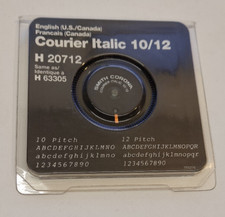 English (U.S./Canada)
Francais (Canada)
Courier Italic 10/12
H 20712
Same as/
Identique à
H 63305
SMITH CORONA
10 Pitch
ABCDEFGHIJKLMNO
abcdefghijklmno
1234567890
12 Pitch
ABCDEFGHIJKLMNOPQR
abcdefghijklmnopqr
1234567890